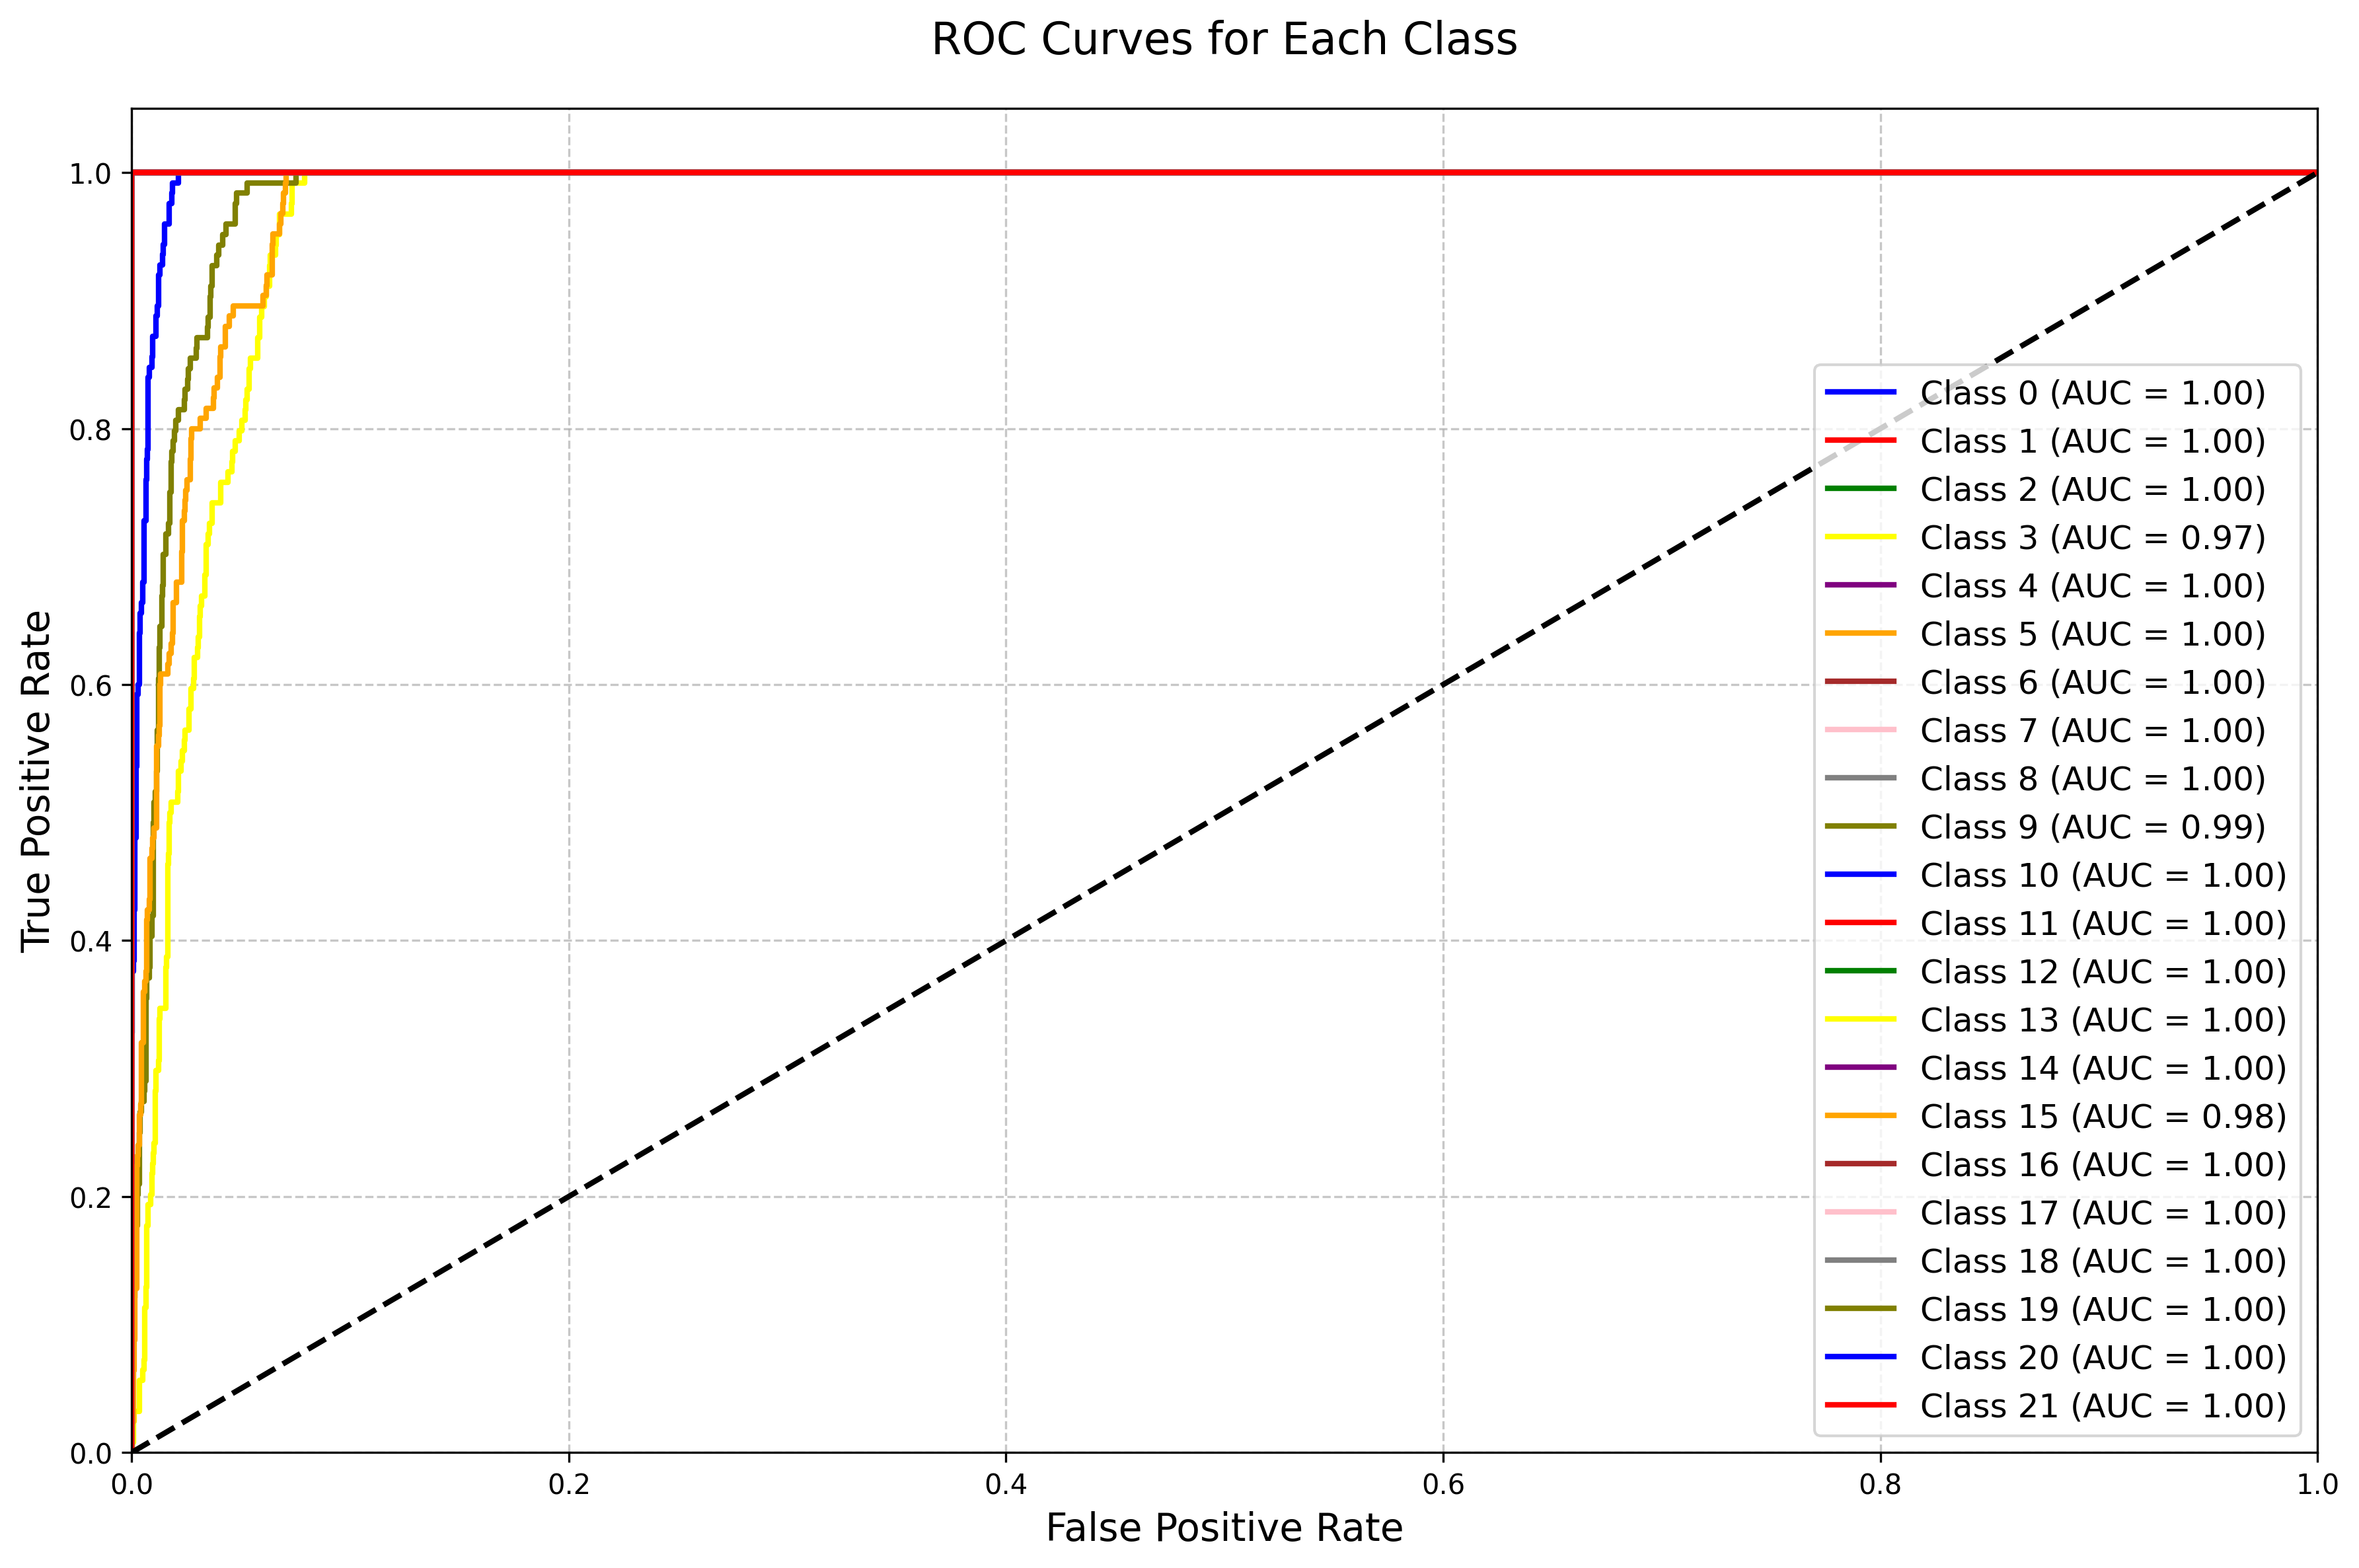 ROC Curves for Each Class
True Positive Rate
1.0
0.8
0.6
0.4
0.2
0.0
Class 0 (AUC = 1.00)
Class 1 (AUC = 1.00)
Class 2 (AUC = 1.00)
Class 3 (AUC = 0.97)
Class 4 (AUC = 1.00)
Class 5 (AUC = 1.00)
Class 6 (AUC = 1.00)
Class 7 (AUC = 1.00)
Class 8 (AUC = 1.00)
Class 9 (AUC = 0.99)
Class 10 (AUC = 1.00)
Class 11 (AUC = 1.00)
Class 12 (AUC = 1.00)
Class 13 (AUC = 1.00)
Class 14 (AUC = 1.00)
Class 15 (AUC = 0.98)
Class 16 (AUC = 1.00)
Class 17 (AUC = 1.00)
Class 18 (AUC = 1.00)
Class 19 (AUC = 1.00)
Class 20 (AUC = 1.00)
Class 21 (AUC = 1.00)
0.0 0.2 0.4 0.6 0.8 1.0
False Positive Rate